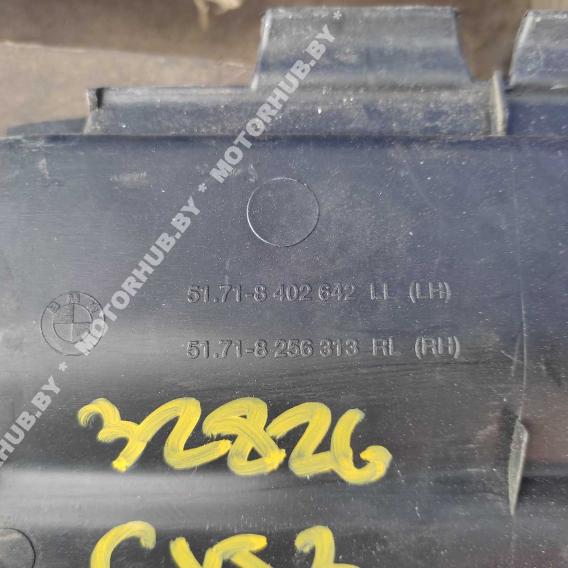 MOTORHUB.BY * MOTORHUB.BY * MOTORHUB.BY
BMW
51.71-8 402 642 LL (LH)
51.71-8 256 313 RL (RH)
32826